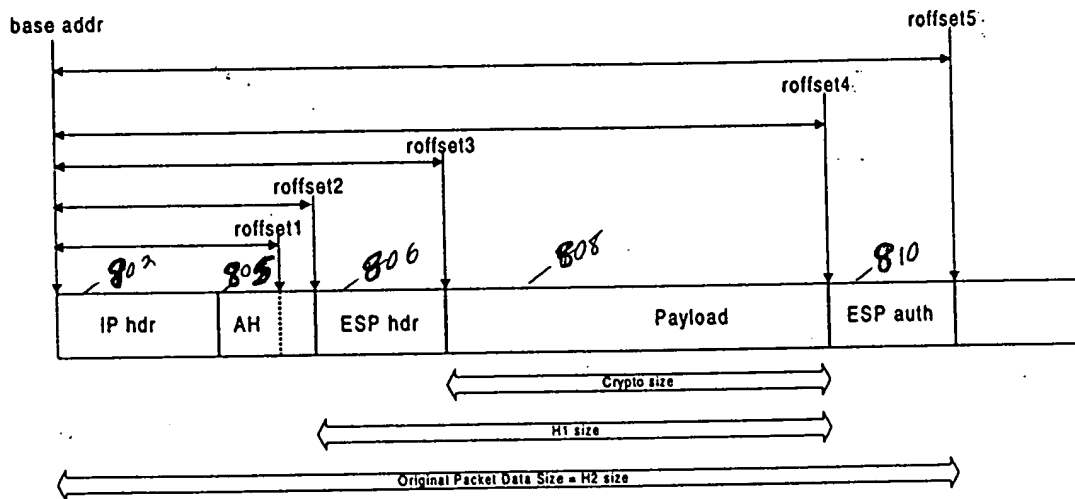 base addr
roffset5
roffset4
roffset3
roffset2
roffset1
802
805
806
808
810
IP hdr
AH
ESP hdr
Payload
ESP auth
Crypto size
H1 size
Original Packet Data Size = H2 size